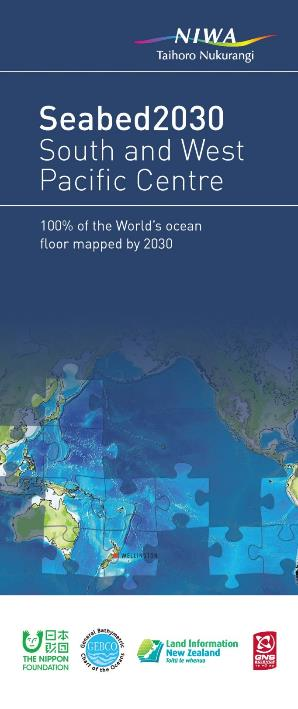 NIWA
Taihoro Nukurangi
Seabed2030
South and West
Pacific Centre
100% of the World's ocean
floor mapped by 2030
WELLINGTON
日本
財団
THE NIPPON
FOUNDATION
General Bathymetric
GEBCO
Chart of the Oceans
Land Information
New Zealand
Toitū te whenua
GNS
SCIENCE